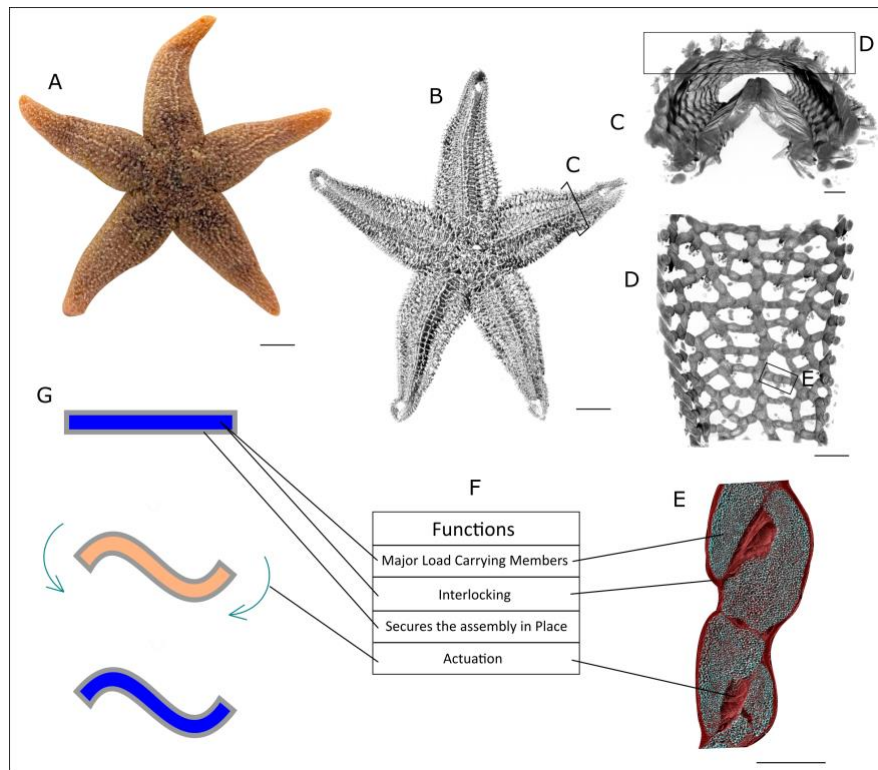 A
B
C
D
C
D
E
G
F
E
Functions
Major Load Carrying Members
Interlocking
Secures the assembly in Place
Actuation